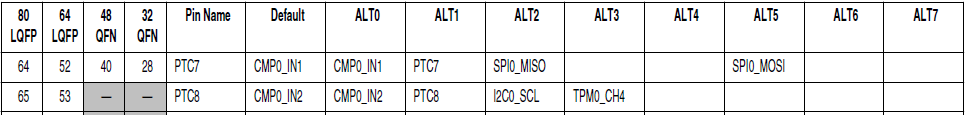 80 LQFP 64 LQFP 48 QFN 32 QFN Pin Name Default ALT0 ALT1 ALT2 ALT3 ALT4 ALT5 ALT6 ALT7
64 52 40 28 PTC7 CMP0_IN1 CMP0_IN1 PTC7 SPI0_MISO SPI0_MOSI
65 53 — — PTC8 CMP0_IN2 CMP0_IN2 PTC8 I2C0_SCL TPM0_CH4